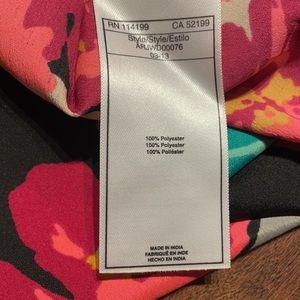 RN 114199 CA 52199
Style/Style/Estilo
ARJWD00076
03-13
100% Polyester
100% Polyester
100% Poliéster
MADE IN INDIA
FABRIQUÉ EN INDE
HECHO EN INDIA